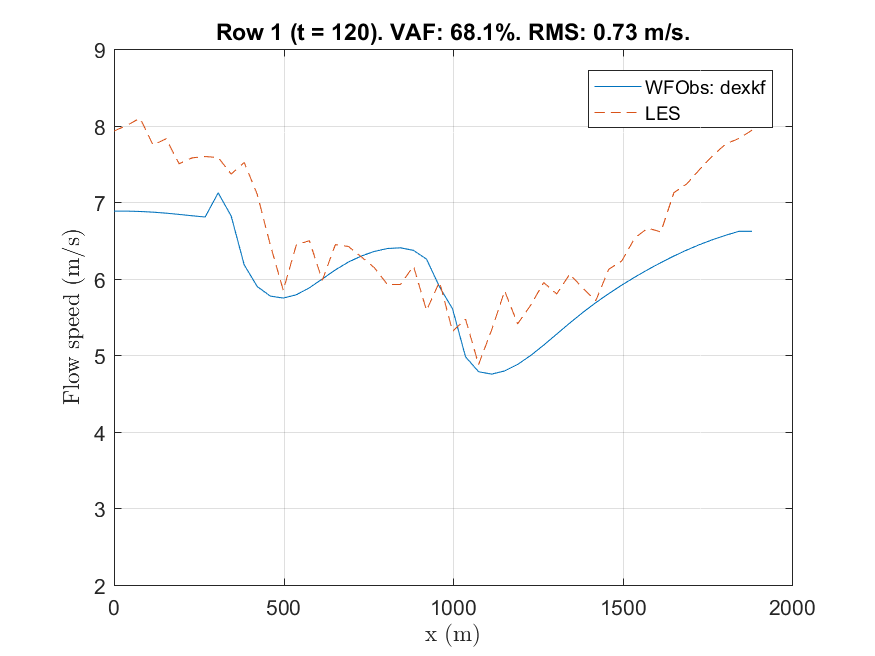 Row 1 (t = 120). VAF: 68.1%. RMS: 0.73 m/s.
WFObs: dexkf
LES
9
8
7
6
5
4
3
2
Flow speed (m/s)
0
500
1000
1500
2000
x (m)